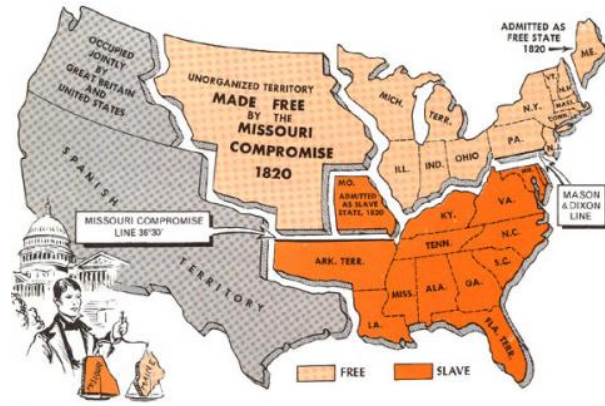 ADMITTED AS
FREE STATE
1820
ME.
OCCUPIED
JOINTLY
BY
GREAT BRITAIN
AND
UNITED STATES
UNORGANIZED TERRITORY
MADE FREE
BY THE
MISSOURI
COMPROMISE
1820
MICH.
TERR.
VT.
N.H.
MASS.
CONN.
N.Y.
PA.
ILL.
IND.
OHIO
SPANISH
TERRITORY
MO.
ADMITTED
AS SLAVE
STATE, 1820
MASON
& DIXON
LINE
MISSOURI COMPROMISE
LINE 36°30'
KY.
VA.
TENN.
N.C.
ARK. TERR.
S.C.
MISS.
ALA.
GA.
LA.
FLA. TERR.
MISSOURI
MAINE
FREE
SLAVE